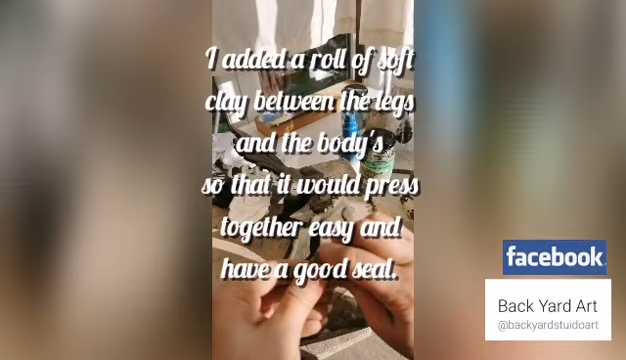 I added a roll of soft
clay between the legs
and the body's
so that it would press
together easy and
have a good seal.
facebook.
Back Yard Art
@backyardstuidoart